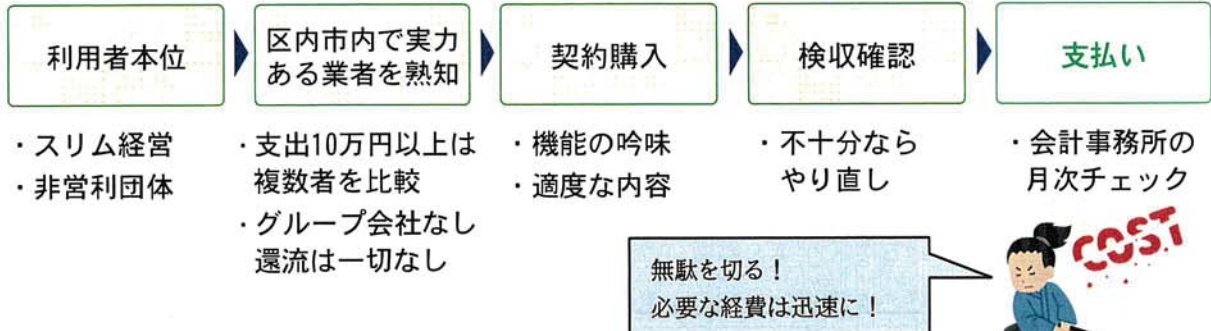 利用者本位
区内市内で実力
ある業者を熟知
契約購入
検収確認
支払い
・スリム経営
・非営利団体
・支出10万円以上は
複数者を比較
・グループ会社なし
還流は一切なし
・機能の吟味
・適度な内容
・不十分なら
やり直し
・会計事務所の
月次チェック
無駄を切る！
必要な経費は迅速に！
COST